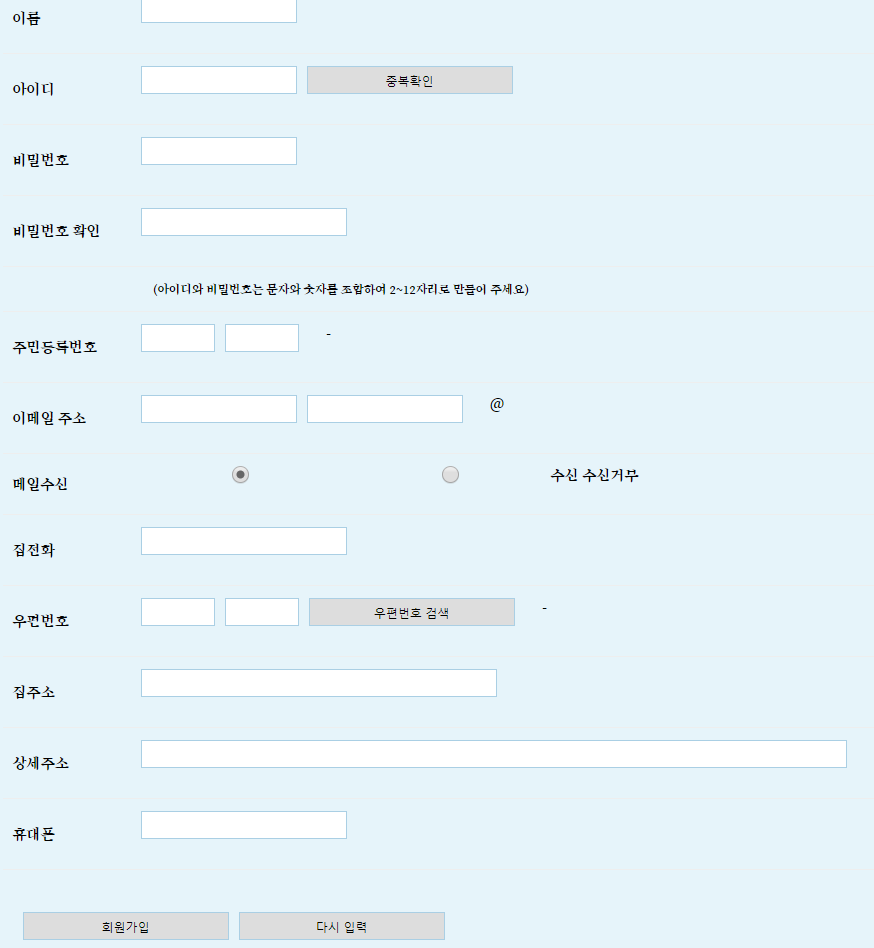 이름
아이디 중복확인
비밀번호
비밀번호 확인
(아이디와 비밀번호는 문자와 숫자를 조합하여 2~12자리로 만들어 주세요)
주민등록번호 -
이메일 주소 @
메일수신 수신 수신거부
집전화
우편번호 우편번호 검색 -
집주소
상세주소
휴대폰
회원가입 다시 입력